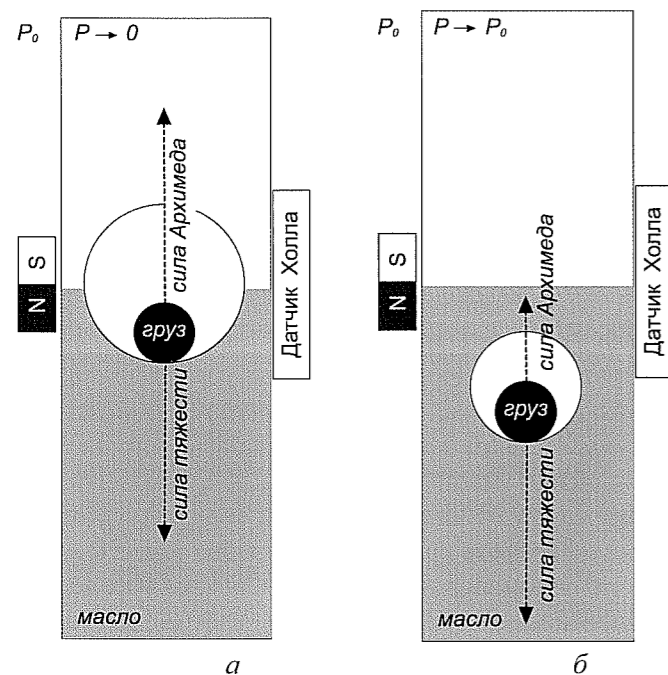 P₀
P → 0
сила Архимеда
S
N
груз
Датчик Холла
сила тяжести
масло
а
P₀
P → P₀
сила Архимеда
S
N
груз
Датчик Холла
сила тяжести
масло
б